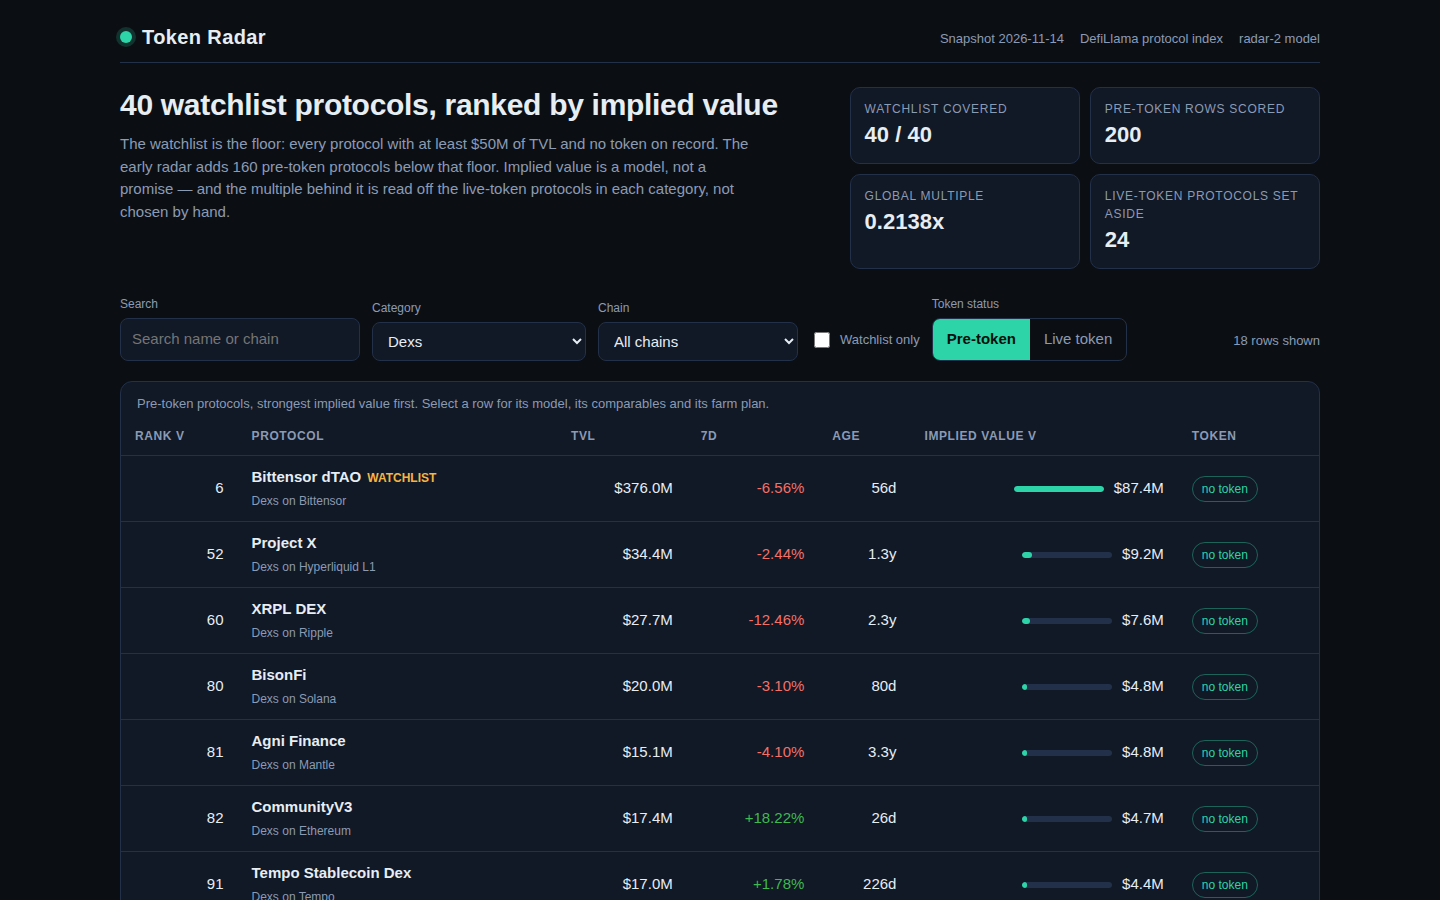 Token Radar
Snapshot 2026-11-14 DefiLlama protocol index radar-2 model
40 watchlist protocols, ranked by implied value
The watchlist is the floor: every protocol with at least $50M of TVL and no token on record. The
early radar adds 160 pre-token protocols below that floor. Implied value is a model, not a
promise — and the multiple behind it is read off the live-token protocols in each category, not
chosen by hand.
WATCHLIST COVERED
40 / 40
PRE-TOKEN ROWS SCORED
200
GLOBAL MULTIPLE
0.2138x
LIVE-TOKEN PROTOCOLS SET
ASIDE
24
Search
Search name or chain
Category
Dexs
Chain
All chains
Watchlist only
Token status
Pre-token Live token
18 rows shown
Pre-token protocols, strongest implied value first. Select a row for its model, its comparables and its farm plan.
RANK V PROTOCOL TVL 7D AGE IMPLIED VALUE V TOKEN
6 Bittensor dTAO WATCHLIST $376.0M -6.56% 56d $87.4M no token
Dexs on Bittensor
52 Project X $34.4M -2.44% 1.3y $9.2M no token
Dexs on Hyperliquid L1
60 XRPL DEX $27.7M -12.46% 2.3y $7.6M no token
Dexs on Ripple
80 BisonFi $20.0M -3.10% 80d $4.8M no token
Dexs on Solana
81 Agni Finance $15.1M -4.10% 3.3y $4.8M no token
Dexs on Mantle
82 CommunityV3 $17.4M +18.22% 26d $4.7M no token
Dexs on Ethereum
91 Tempo Stablecoin Dex $17.0M +1.78% 226d $4.4M no token
Dexs on Tempo